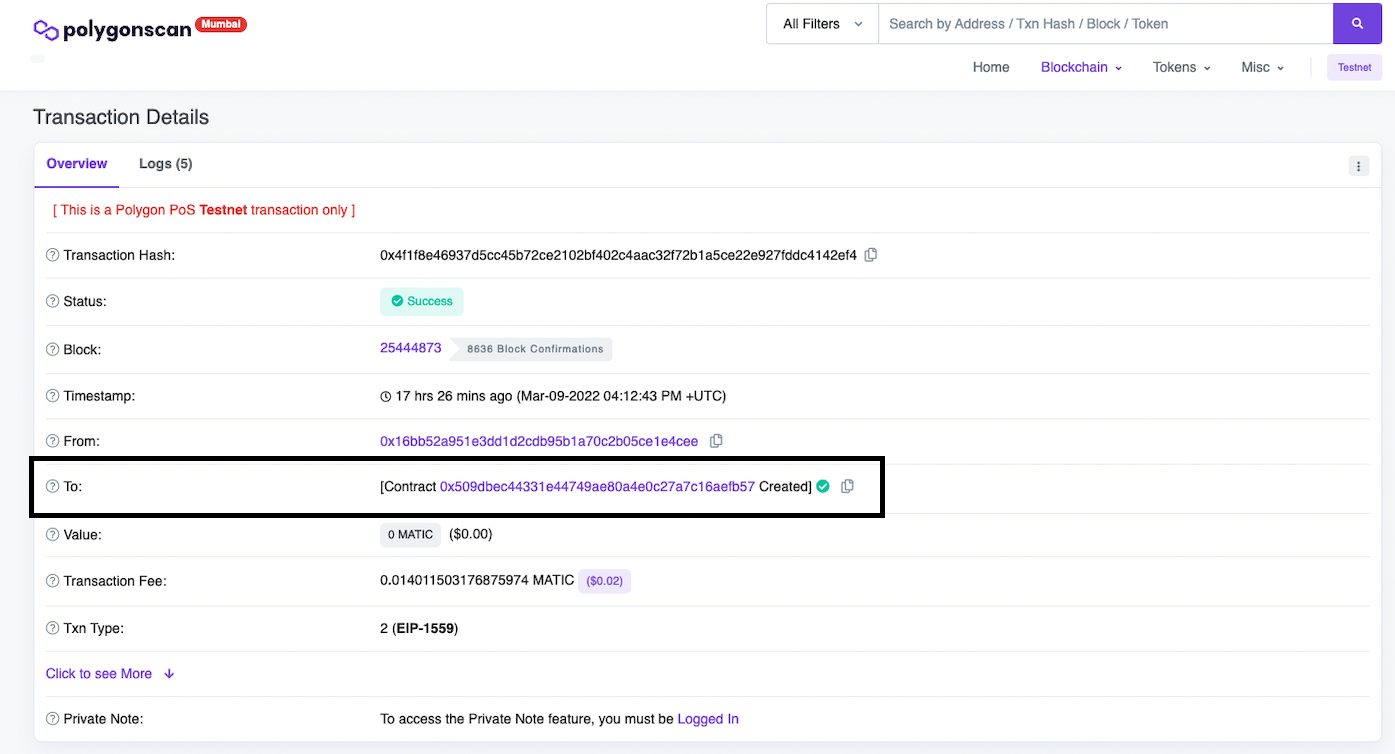 polygonscan Mumbai
All Filters Search by Address / Txn Hash / Block / Token
Home Blockchain Tokens Misc Testnet
Transaction Details
Overview Logs (5)
[ This is a Polygon PoS Testnet transaction only ]
Transaction Hash: 0x4f1f8e46937d5cc45b72ce2102bf402c4aac32f72b1a5ce22e927fddc4142ef4
Status: Success
Block: 25444873 8636 Block Confirmations
Timestamp: 17 hrs 26 mins ago (Mar-09-2022 04:12:43 PM +UTC)
From: 0x16bb52a951e3dd1d2cdb95b1a70c2b05ce1e4cee
To: [Contract 0x509dbec44331e44749ae80a4e0c27a7c16aefb57 Created]
Value: 0 MATIC ($0.00)
Transaction Fee: 0.014011503176875974 MATIC ($0.02)
Txn Type: 2 (EIP-1559)
Click to see More
Private Note: To access the Private Note feature, you must be Logged In